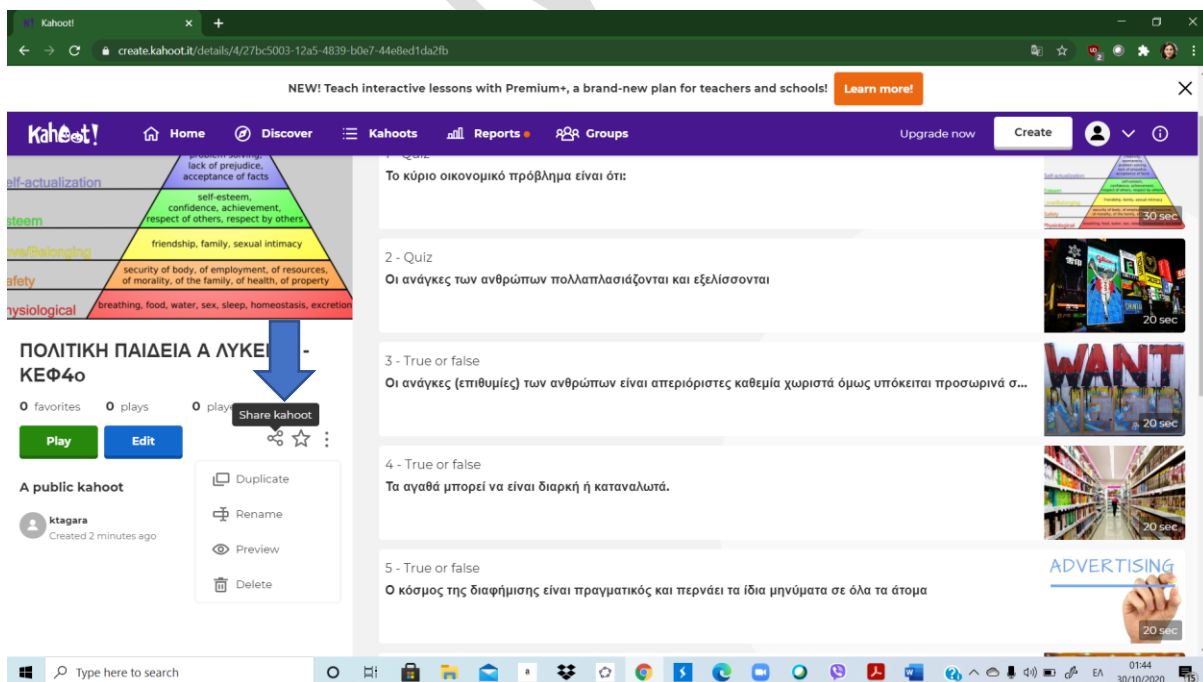 Kahoot!
create.kahoot.it/details/4/27bc5003-12a5-4839-b0e7-44e8ed1da2fb
NEW! Teach interactive lessons with Premium+, a brand-new plan for teachers and schools!
Learn more!
Kahoot!
Home
Discover
Kahoots
Reports
Groups
Upgrade now
Create
problem solving,
lack of prejudice,
acceptance of facts
elf-actualization
self-esteem,
confidence, achievement,
respect of others, respect by others
steem
friendship, family, sexual intimacy
ove/Belonging
security of body, of employment, of resources,
of morality, of the family, of health, of property
afety
breathing, food, water, sex, sleep, homeostasis, excretion
hysiological
ΠΟΛΙΤΙΚΗ ΠΑΙΔΕΙΑ Α ΛΥΚΕ -
ΚΕΦ4ο
0 favorites
0 plays
0 playe
Share kahoot
Play
Edit
A public kahoot
ktagara
Created 2 minutes ago
Duplicate
Rename
Preview
Delete
1 - Quiz
Το κύριο οικονομικό πρόβλημα είναι ότι:
30 sec
2 - Quiz
Οι ανάγκες των ανθρώπων πολλαπλασιάζονται και εξελίσσονται
20 sec
3 - True or false
Οι ανάγκες (επιθυμίες) των ανθρώπων είναι απεριόριστες καθεμία χωριστά όμως υπόκειται προσωρινά σ...
WANT
NEED
20 sec
4 - True or false
Τα αγαθά μπορεί να είναι διαρκή ή καταναλωτά.
20 sec
5 - True or false
Ο κόσμος της διαφήμισης είναι πραγματικός και περνάει τα ίδια μηνύματα σε όλα τα άτομα
ADVERTISING
20 sec
Type here to search
ΕΛ
01:44
30/10/2020